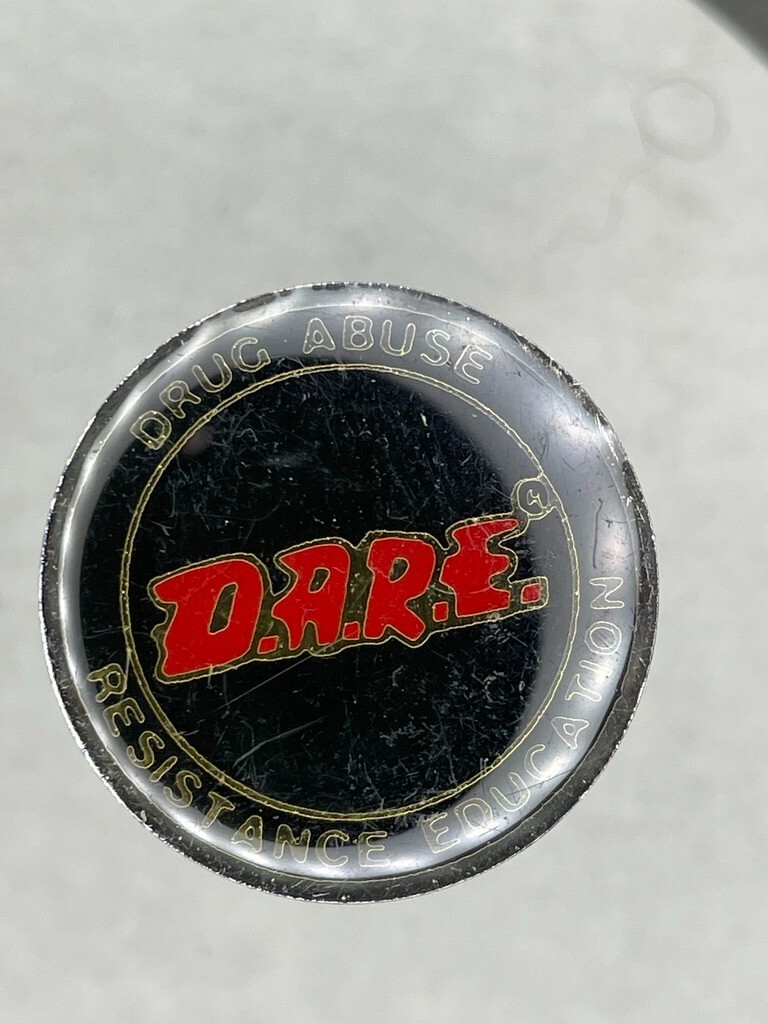 DRUG ABUSE
D.A.R.E.
RESISTANCE EDUCATION